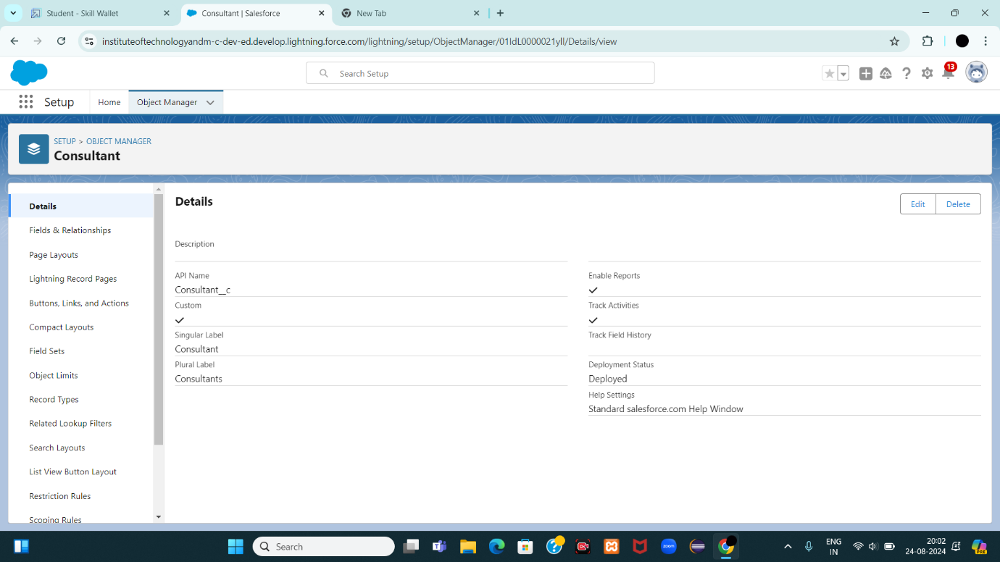 Student - Skill Wallet
Consultant | Salesforce
New Tab
instituteoftechnologyandm-c-dev-ed.develop.lightning.force.com/lightning/setup/ObjectManager/01IdL0000021yll/Details/view
Search Setup
13
Setup
Home
Object Manager
SETUP > OBJECT MANAGER
Consultant
Details
Fields & Relationships
Page Layouts
Lightning Record Pages
Buttons, Links, and Actions
Compact Layouts
Field Sets
Object Limits
Record Types
Related Lookup Filters
Search Layouts
List View Button Layout
Restriction Rules
Scoping Rules
Details
Edit
Delete
Description
API Name
Consultant__c
Custom
Singular Label
Consultant
Plural Label
Consultants
Enable Reports
Track Activities
Track Field History
Deployment Status
Deployed
Help Settings
Standard salesforce.com Help Window
Search
zoom
ENG
IN
20:02
24-08-2024
PRE